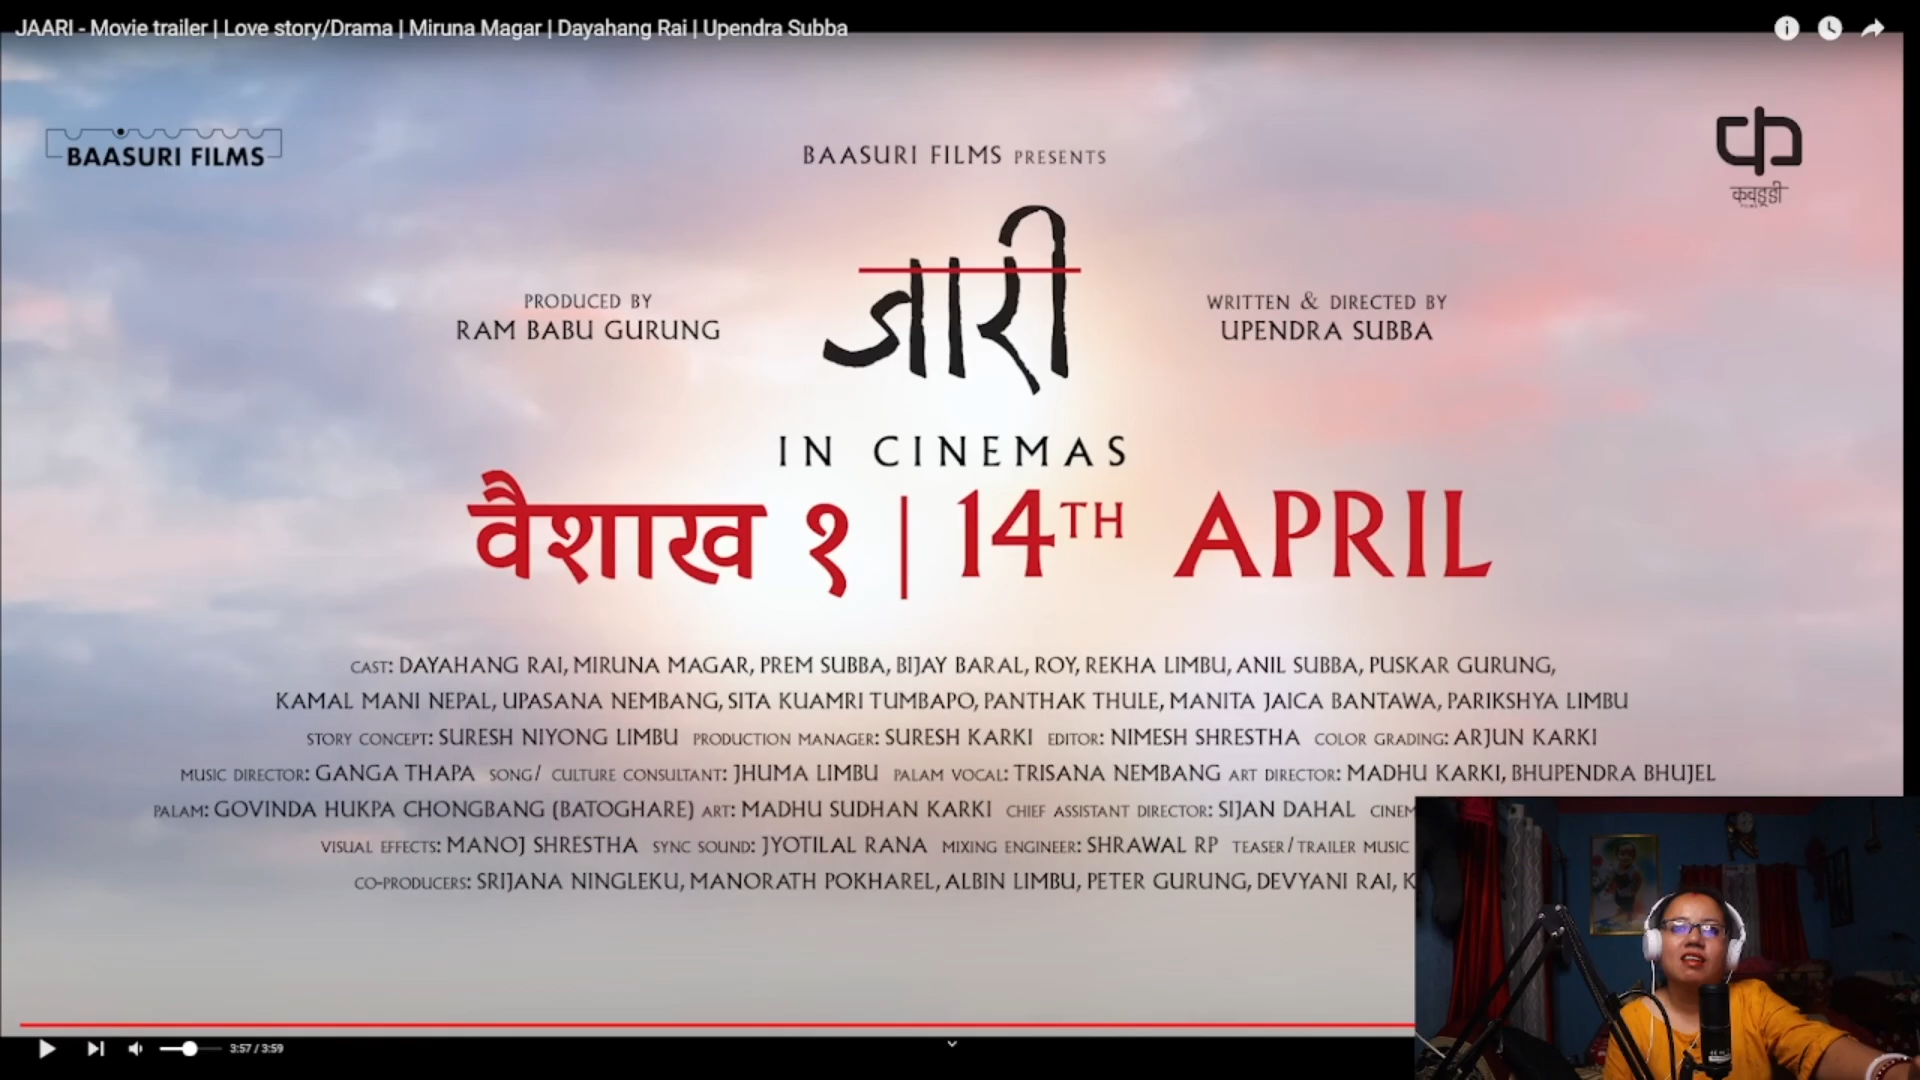 JAARI - Movie trailer | Love story/Drama | Miruna Magar | Dayahang Rai | Upendra Subba
BAASURI FILMS
BAASURI FILMS PRESENTS
क
कबड्डी
जारी
PRODUCED BY
RAM BABU GURUNG
WRITTEN & DIRECTED BY
UPENDRA SUBBA
IN CINEMAS
वैशाख १ | 14TH APRIL
CAST: DAYAHANG RAI, MIRUNA MAGAR, PREM SUBBA, BIJAY BARAL, ROY, REKHA LIMBU, ANIL SUBBA, PUSKAR GURUNG,
KAMAL MANI NEPAL, UPASANA NEMBANG, SITA KUAMRI TUMBAPO, PANTHAK THULE, MANITA JAICA BANTAWA, PARIKSHYA LIMBU
STORY CONCEPT: SURESH NIYONG LIMBU PRODUCTION MANAGER: SURESH KARKI EDITOR: NIMESH SHRESTHA COLOR GRADING: ARJUN KARKI
MUSIC DIRECTOR: GANGA THAPA SONG/ CULTURE CONSULTANT: JHUMA LIMBU PALAM VOCAL: TRISANA NEMBANG ART DIRECTOR: MADHU KARKI, BHUPENDRA BHUJEL
PALAM: GOVINDA HUKPA CHONGBANG (BATOGHARE) ART: MADHU SUDHAN KARKI CHIEF ASSISTANT DIRECTOR: SIJAN DAHAL CINEM
VISUAL EFFECTS: MANOJ SHRESTHA SYNC SOUND: JYOTILAL RANA MIXING ENGINEER: SHRAWAL RP TEASER/TRAILER MUSIC
CO-PRODUCERS: SRIJANA NINGLEKU, MANORATH POKHAREL, ALBIN LIMBU, PETER GURUNG, DEVYANI RAI, K
3:57 / 3:59